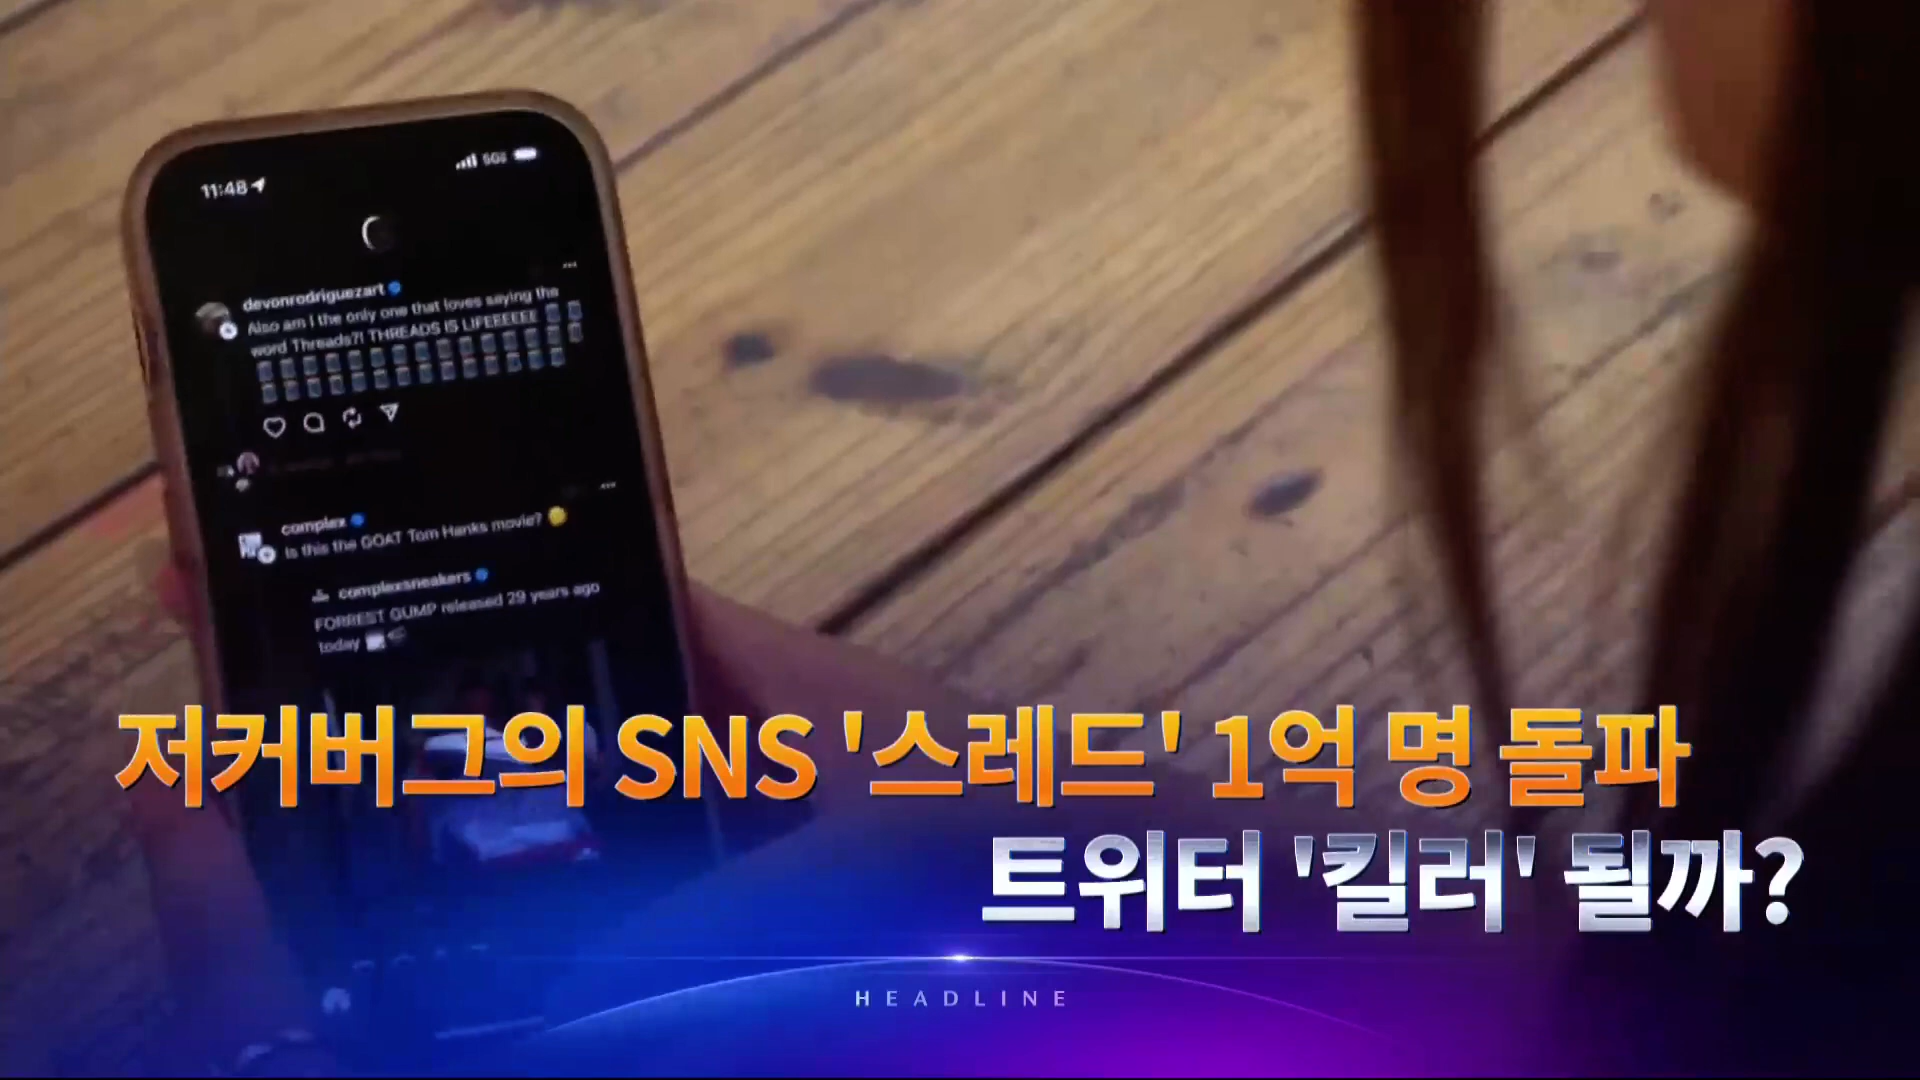 11:48
5G
devonrodriguezart
Also am I the only one that loves saying the
word Threads?! THREADS IS LIFEEEEEE
complex
Is this the GOAT Tom Hanks movie?
complexsneakers
FORREST GUMP released 29 years ago
today
저커버그의 SNS '스레드' 1억 명 돌파
트위터 '킬러' 될까?
HEADLINE